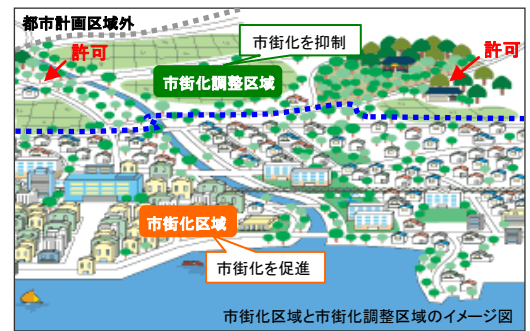 都市計画区域外
許可
市街化を抑制
許可
市街化調整区域
市街化区域
市街化を促進
市街化区域と市街化調整区域のイメージ図